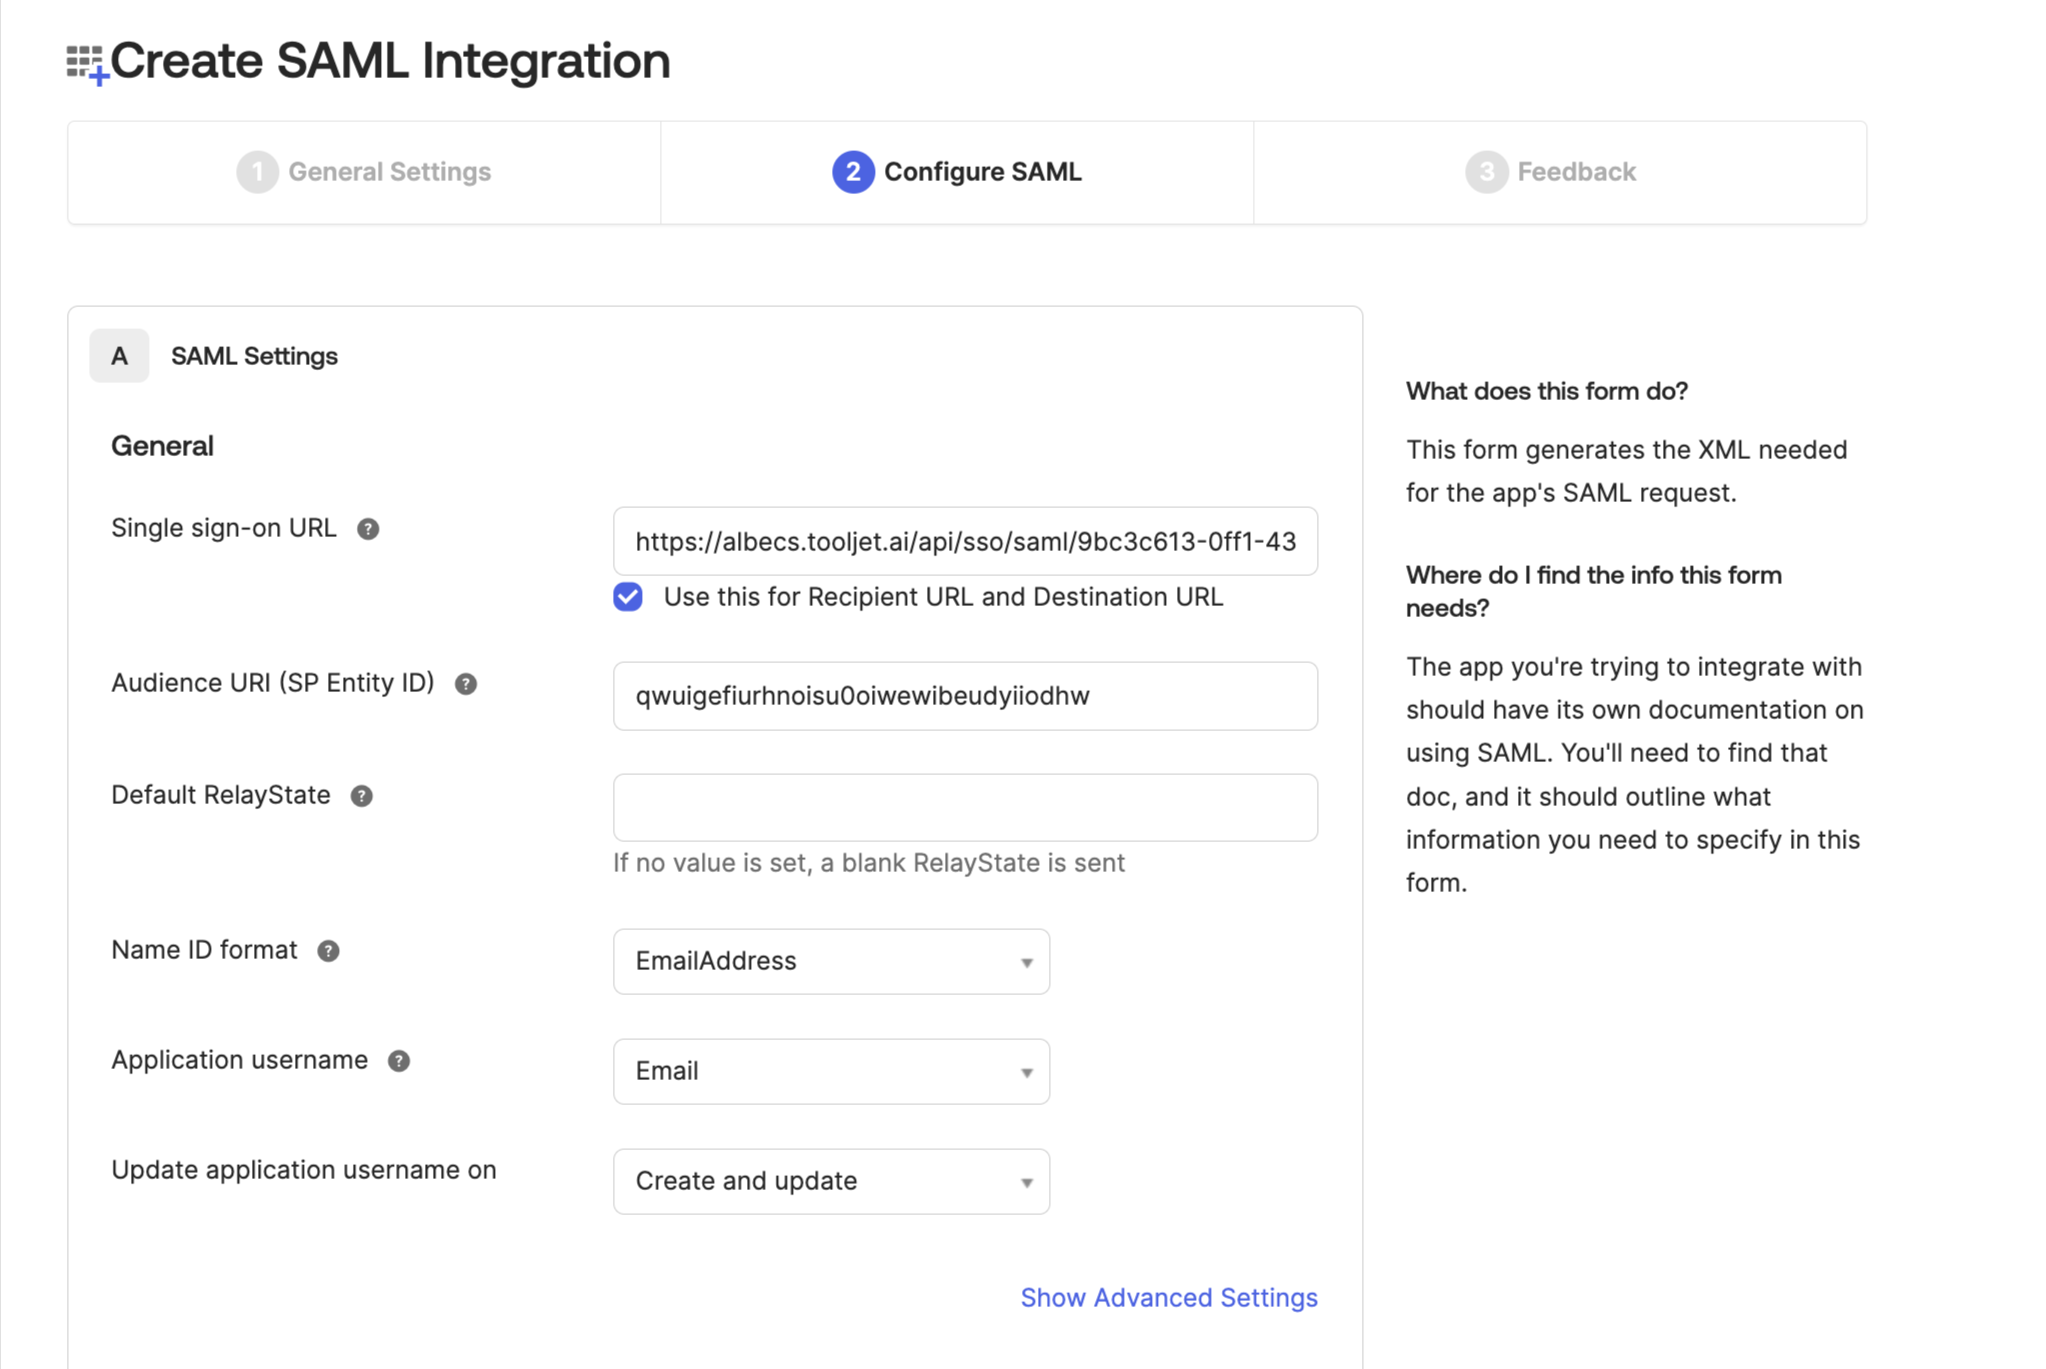 Create SAML Integration
1 General Settings
2 Configure SAML
3 Feedback
A SAML Settings
General
Single sign-on URL ?
https://albecs.tooljet.ai/api/sso/saml/9bc3c613-0ff1-43
Use this for Recipient URL and Destination URL
Audience URI (SP Entity ID) ?
qwuigefiurhnoisu0oiwewibeudyiiodhw
Default RelayState ?
If no value is set, a blank RelayState is sent
Name ID format ?
EmailAddress
Application username ?
Email
Update application username on
Create and update
Show Advanced Settings
What does this form do?
This form generates the XML needed
for the app's SAML request.
Where do I find the info this form
needs?
The app you're trying to integrate with
should have its own documentation on
using SAML. You'll need to find that
doc, and it should outline what
information you need to specify in this
form.